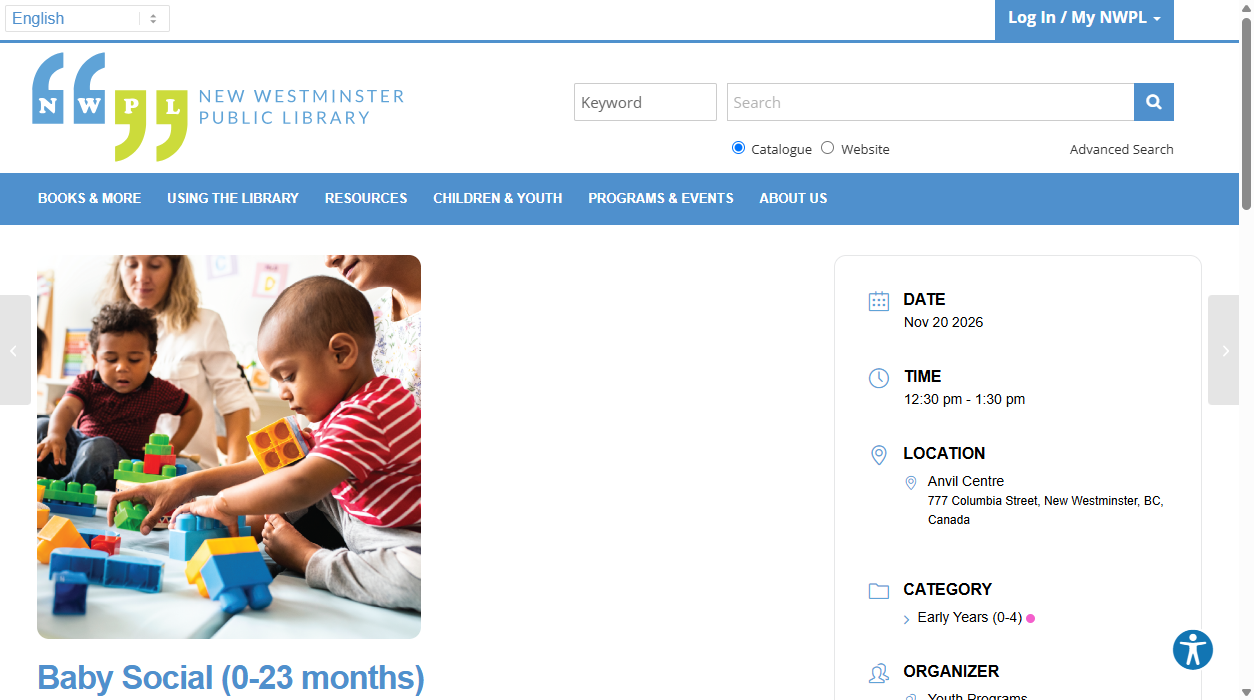 English
Log In / My NWPL
N W P L
NEW WESTMINSTER
PUBLIC LIBRARY
Keyword
Search
Catalogue
Website
Advanced Search
BOOKS & MORE
USING THE LIBRARY
RESOURCES
CHILDREN & YOUTH
PROGRAMS & EVENTS
ABOUT US
C
D
DATE
Nov 20 2026
TIME
12:30 pm - 1:30 pm
LOCATION
Anvil Centre
777 Columbia Street, New Westminster, BC,
Canada
CATEGORY
Early Years (0-4)
ORGANIZER
Youth Programs
Baby Social (0-23 months)